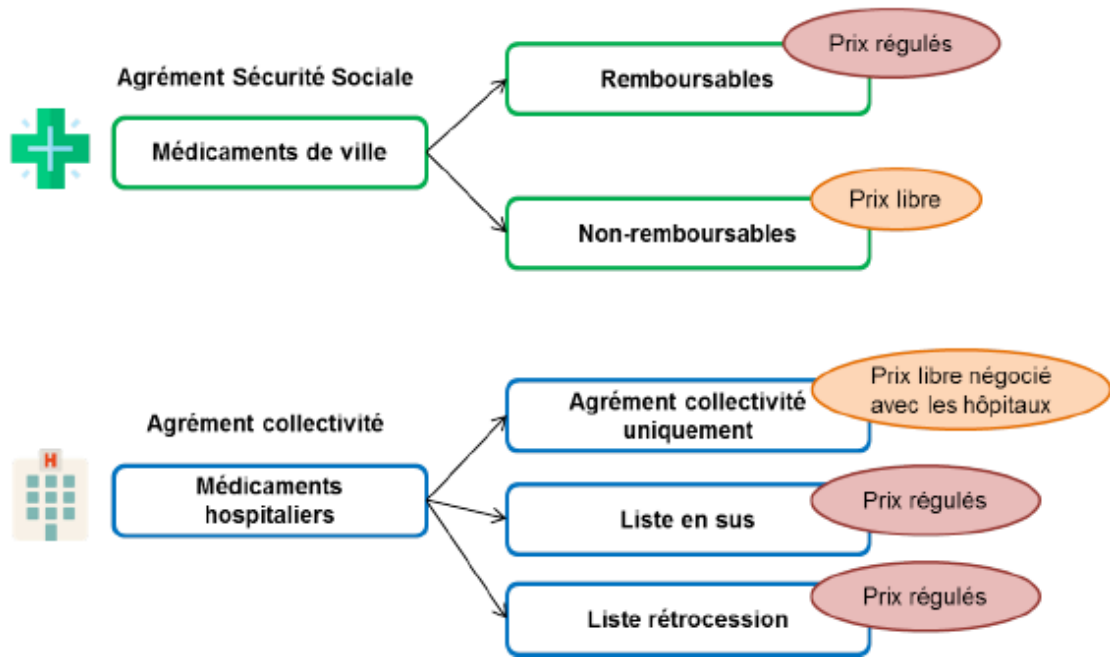 Prix régulés
Agrément Sécurité Sociale
Remboursables
Médicaments de ville
Prix libre
Non-remboursables
Prix libre négocié
avec les hôpitaux
Agrément collectivité
Agrément collectivité
uniquement
H
Médicaments
hospitaliers
Prix régulés
Liste en sus
Prix régulés
Liste rétrocession